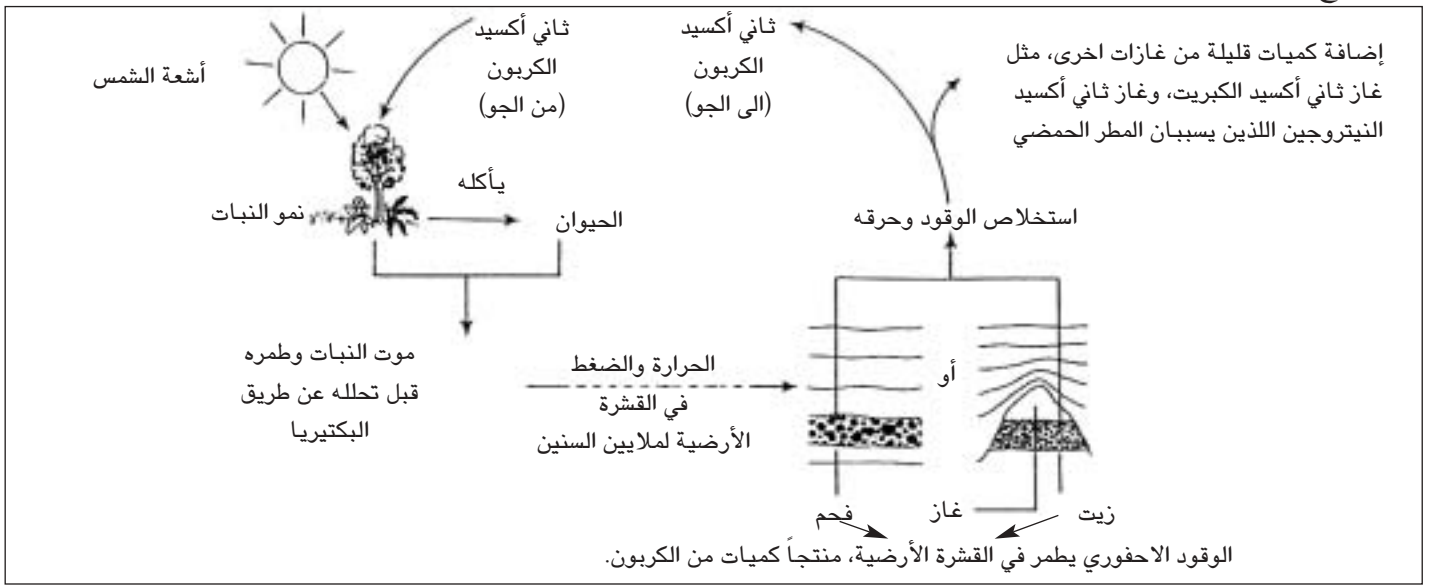 أشعة الشمس
ثاني أكسيد
الكربون
(من الجو)
ثاني أكسيد
الكربون
(الى الجو)
إضافة كميات قليلة من غازات اخرى، مثل
غاز ثاني أكسيد الكبريت، وغاز ثاني أكسيد
النيتروجين اللذين يسببان المطر الحمضي
نمو النبات
يأكله
الحيوان
استخلاص الوقود وحرقه
موت النبات وطمره
قبل تحلله عن طريق
البكتيريا
الحرارة والضغط
في القشرة
الأرضية لملايين السنين
أو
فحم
غاز
زيت
الوقود الاحفوري يطمر في القشرة الأرضية، منتجاً كميات من الكربون.